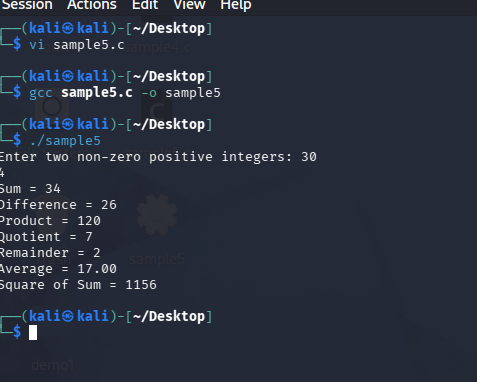 Session Actions Edit View Help
┌──(kali㉿kali)-[~/Desktop]
└─$ vi sample5.c
┌──(kali㉿kali)-[~/Desktop]
└─$ gcc sample5.c -o sample5
┌──(kali㉿kali)-[~/Desktop]
└─$ ./sample5
Enter two non-zero positive integers: 30
4
Sum = 34
Difference = 26
Product = 120
Quotient = 7
Remainder = 2
Average = 17.00
Square of Sum = 1156
sample5
┌──(kali㉿kali)-[~/Desktop]
└─$
demo1